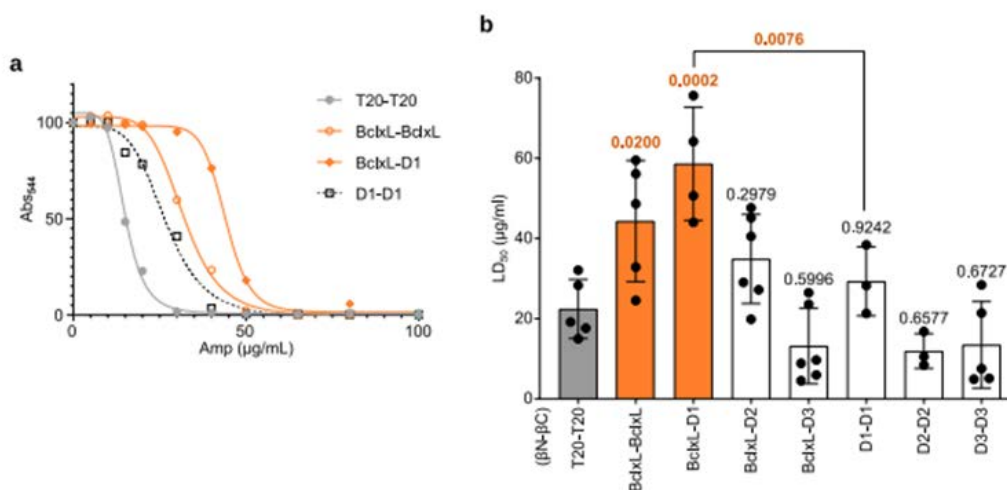 a
100
50
0
0
50
100
Abs544
Amp (µg/mL)
T20-T20
BclxL-BclxL
BclxL-D1
D1-D1
b
0.0076
80
60
40
20
0
LD50 (µg/ml)
0.0200
0.0002
0.2979
0.5996
0.9242
0.6577
0.6727
(βN-βC)
T20-T20
BclxL-BclxL
BclxL-D1
BclxL-D2
BclxL-D3
D1-D1
D2-D2
D3-D3